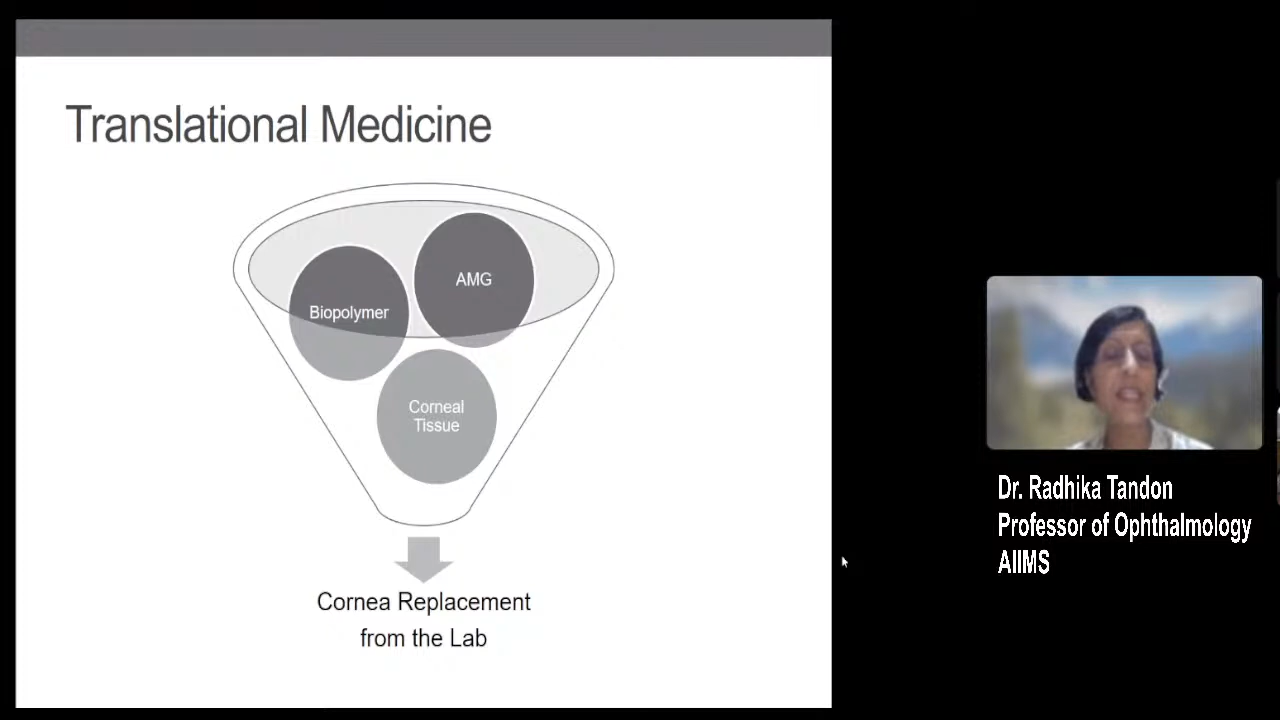 Translational Medicine
AMG
Biopolymer
Corneal
Tissue
Cornea Replacement
from the Lab
Dr. Radhika Tandon
Professor of Ophthalmology
AIIMS